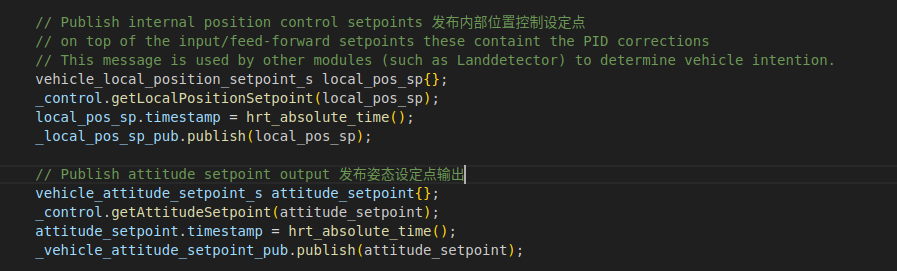 // Publish internal position control setpoints 发布内部位置控制设定点
// on top of the input/feed-forward setpoints these containt the PID corrections
// This message is used by other modules (such as Landdetector) to determine vehicle intention.
vehicle_local_position_setpoint_s local_pos_sp{};
_control.getLocalPositionSetpoint(local_pos_sp);
local_pos_sp.timestamp = hrt_absolute_time();
_local_pos_sp_pub.publish(local_pos_sp);
// Publish attitude setpoint output 发布姿态设定点输出
vehicle_attitude_setpoint_s attitude_setpoint{};
_control.getAttitudeSetpoint(attitude_setpoint);
attitude_setpoint.timestamp = hrt_absolute_time();
_vehicle_attitude_setpoint_pub.publish(attitude_setpoint);